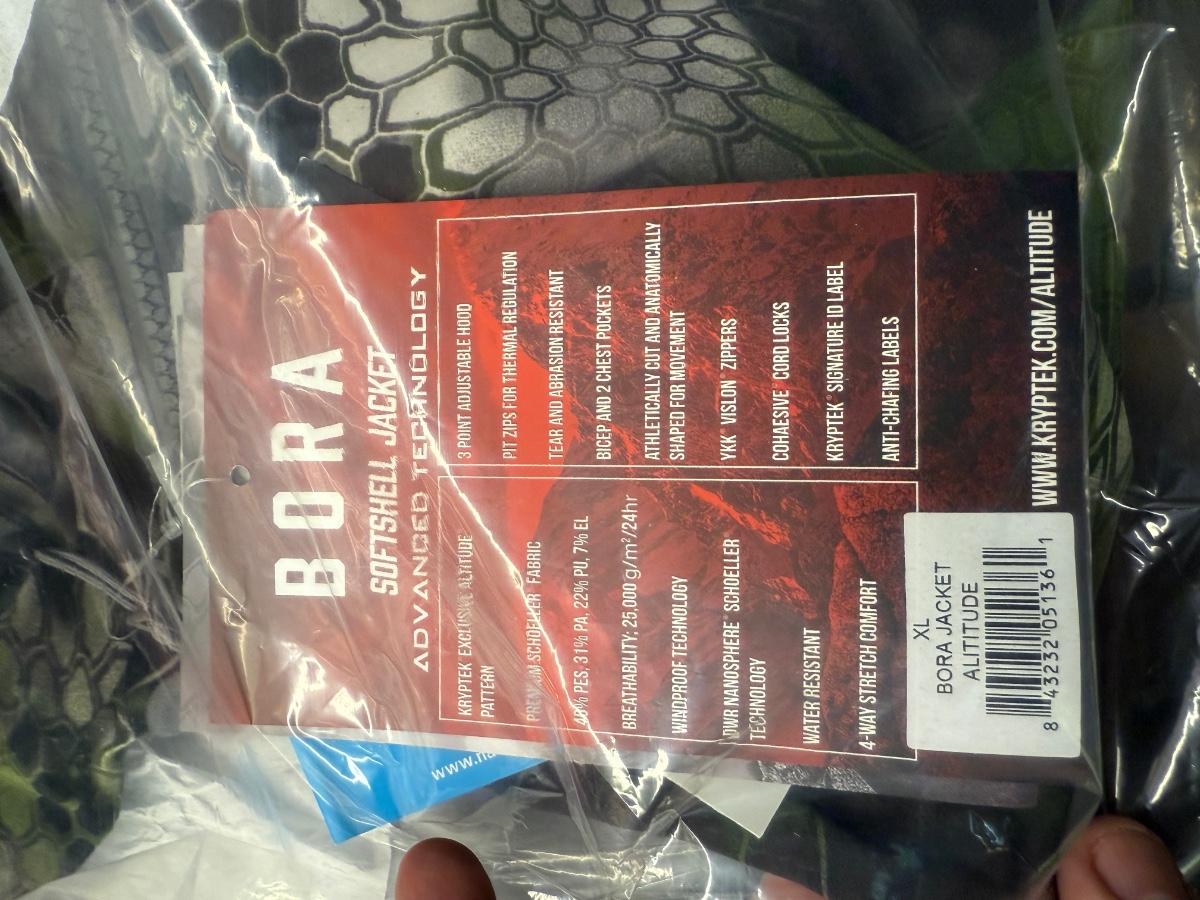 BORA
SOFTSHELL JACKET
ADVANCED TECHNOLOGY
KRYPTEK EXCLUSIVE ALTITUDE
PATTERN
PREMIUM SCHOELLER® FABRIC
PES, 31% PA, 22% PU, 7% EL
BREATHABILITY; 25,000 g/m²/24hr
WINDPROOF TECHNOLOGY
DWR NANOSPHERE® SCHOELLER
TECHNOLOGY
WATER RESISTANT
4-WAY STRETCH COMFORT
3 POINT ADJUSTABLE HOOD
PIT ZIPS FOR THERMAL REGULATION
TEAR AND ABRASION RESISTANT
BICEP AND 2 CHEST POCKETS
ATHLETICALLY CUT AND ANATOMICALLY
SHAPED FOR MOVEMENT
YKK® VISLON® ZIPPERS
COHAESIVE® CORD LOCKS
KRYPTEK® SIGNATURE ID LABEL
ANTI-CHAFING LABELS
WWW.KRYPTEK.COM/ALTITUDE
XL
BORA JACKET
ALITITUDE
8 43232 05136 1